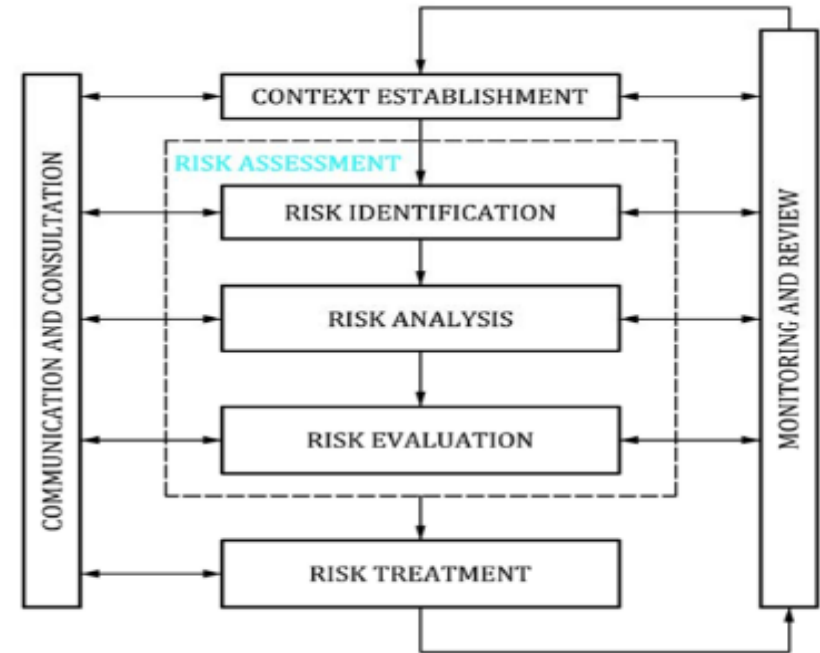 CONTEXT ESTABLISHMENT
RISK ASSESSMENT
RISK IDENTIFICATION
RISK ANALYSIS
RISK EVALUATION
RISK TREATMENT
COMMUNICATION AND CONSULTATION
MONITORING AND REVIEW